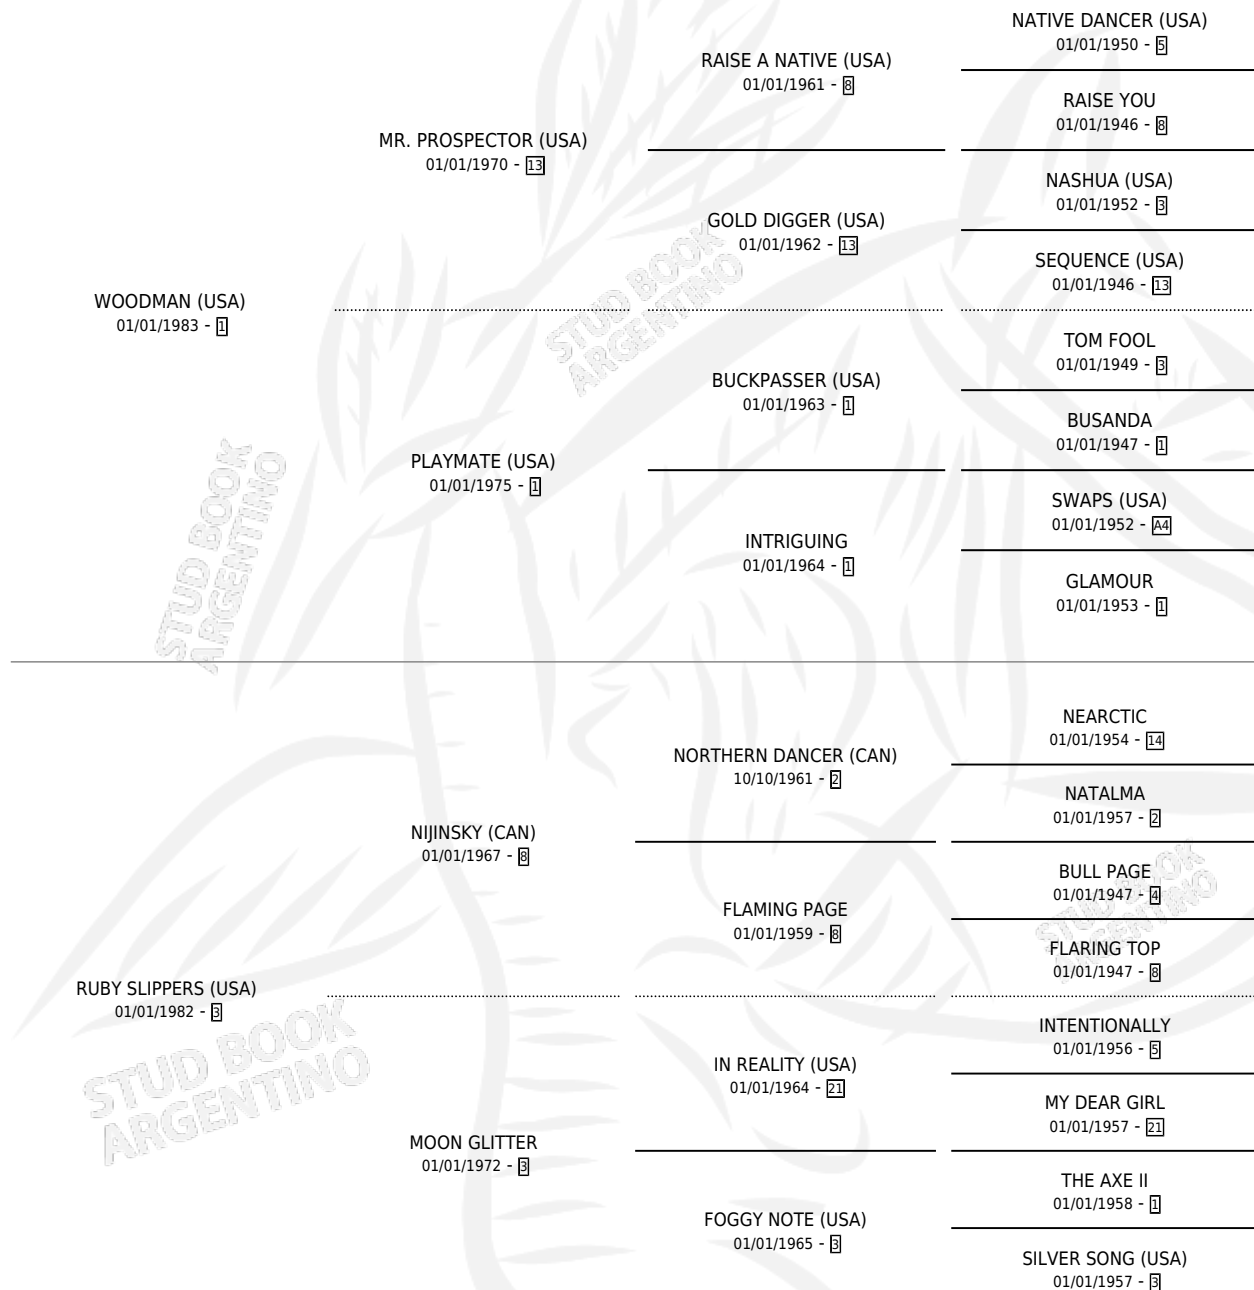 NATIVE DANCER (USA)
01/01/1950 - 5
RAISE A NATIVE (USA)
01/01/1961 - 8
RAISE YOU
01/01/1946 - 8
MR. PROSPECTOR (USA)
01/01/1970 - 13
NASHUA (USA)
01/01/1952 - 3
GOLD DIGGER (USA)
01/01/1962 - 13
SEQUENCE (USA)
01/01/1946 - 13
WOODMAN (USA)
01/01/1983 - 1
TOM FOOL
01/01/1949 - 3
BUCKPASSER (USA)
01/01/1963 - 1
BUSANDA
01/01/1947 - 1
PLAYMATE (USA)
01/01/1975 - 1
SWAPS (USA)
01/01/1952 - A4
INTRIGUING
01/01/1964 - 1
GLAMOUR
01/01/1953 - 1
NEARCTIC
01/01/1954 - 14
NORTHERN DANCER (CAN)
10/10/1961 - 2
NATALMA
01/01/1957 - 2
NIJINSKY (CAN)
01/01/1967 - 8
BULL PAGE
01/01/1947 - 4
FLAMING PAGE
01/01/1959 - 8
FLARING TOP
01/01/1947 - 8
RUBY SLIPPERS (USA)
01/01/1982 - 3
INTENTIONALLY
01/01/1956 - 5
IN REALITY (USA)
01/01/1964 - 21
MY DEAR GIRL
01/01/1957 - 21
MOON GLITTER
01/01/1972 - 3
THE AXE II
01/01/1958 - 1
FOGGY NOTE (USA)
01/01/1965 - 3
SILVER SONG (USA)
01/01/1957 - 3
STUD BOOK
ARGENTINO
STUD BOOK
ARGENTINO
STUD BOOK
ARGENTINO
STUD BOOK
ARGENTINO